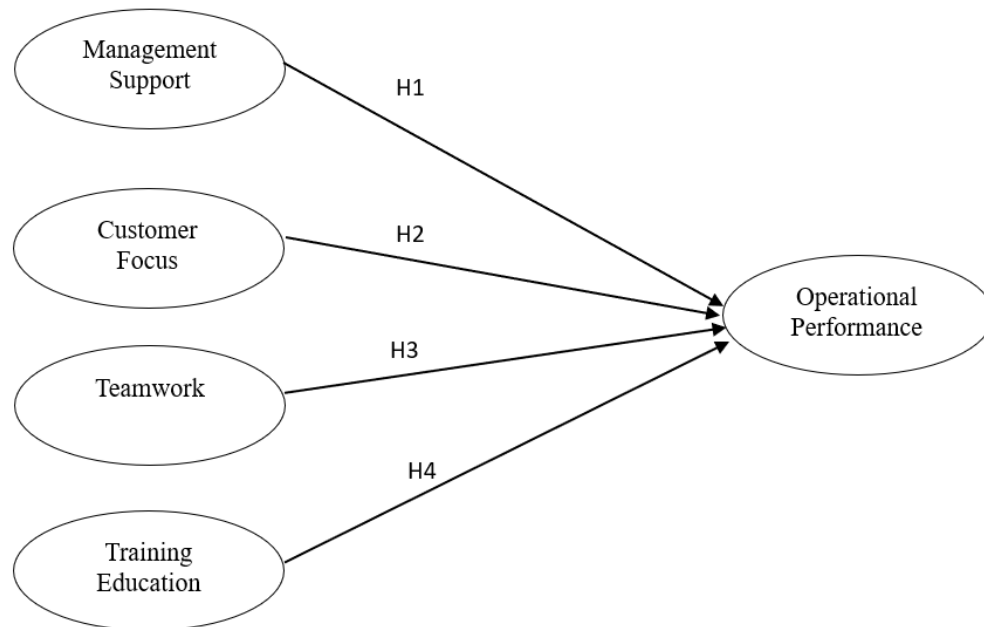 Management
Support
H1
Customer
Focus
H2
Operational
Performance
Teamwork
H3
H4
Training
Education